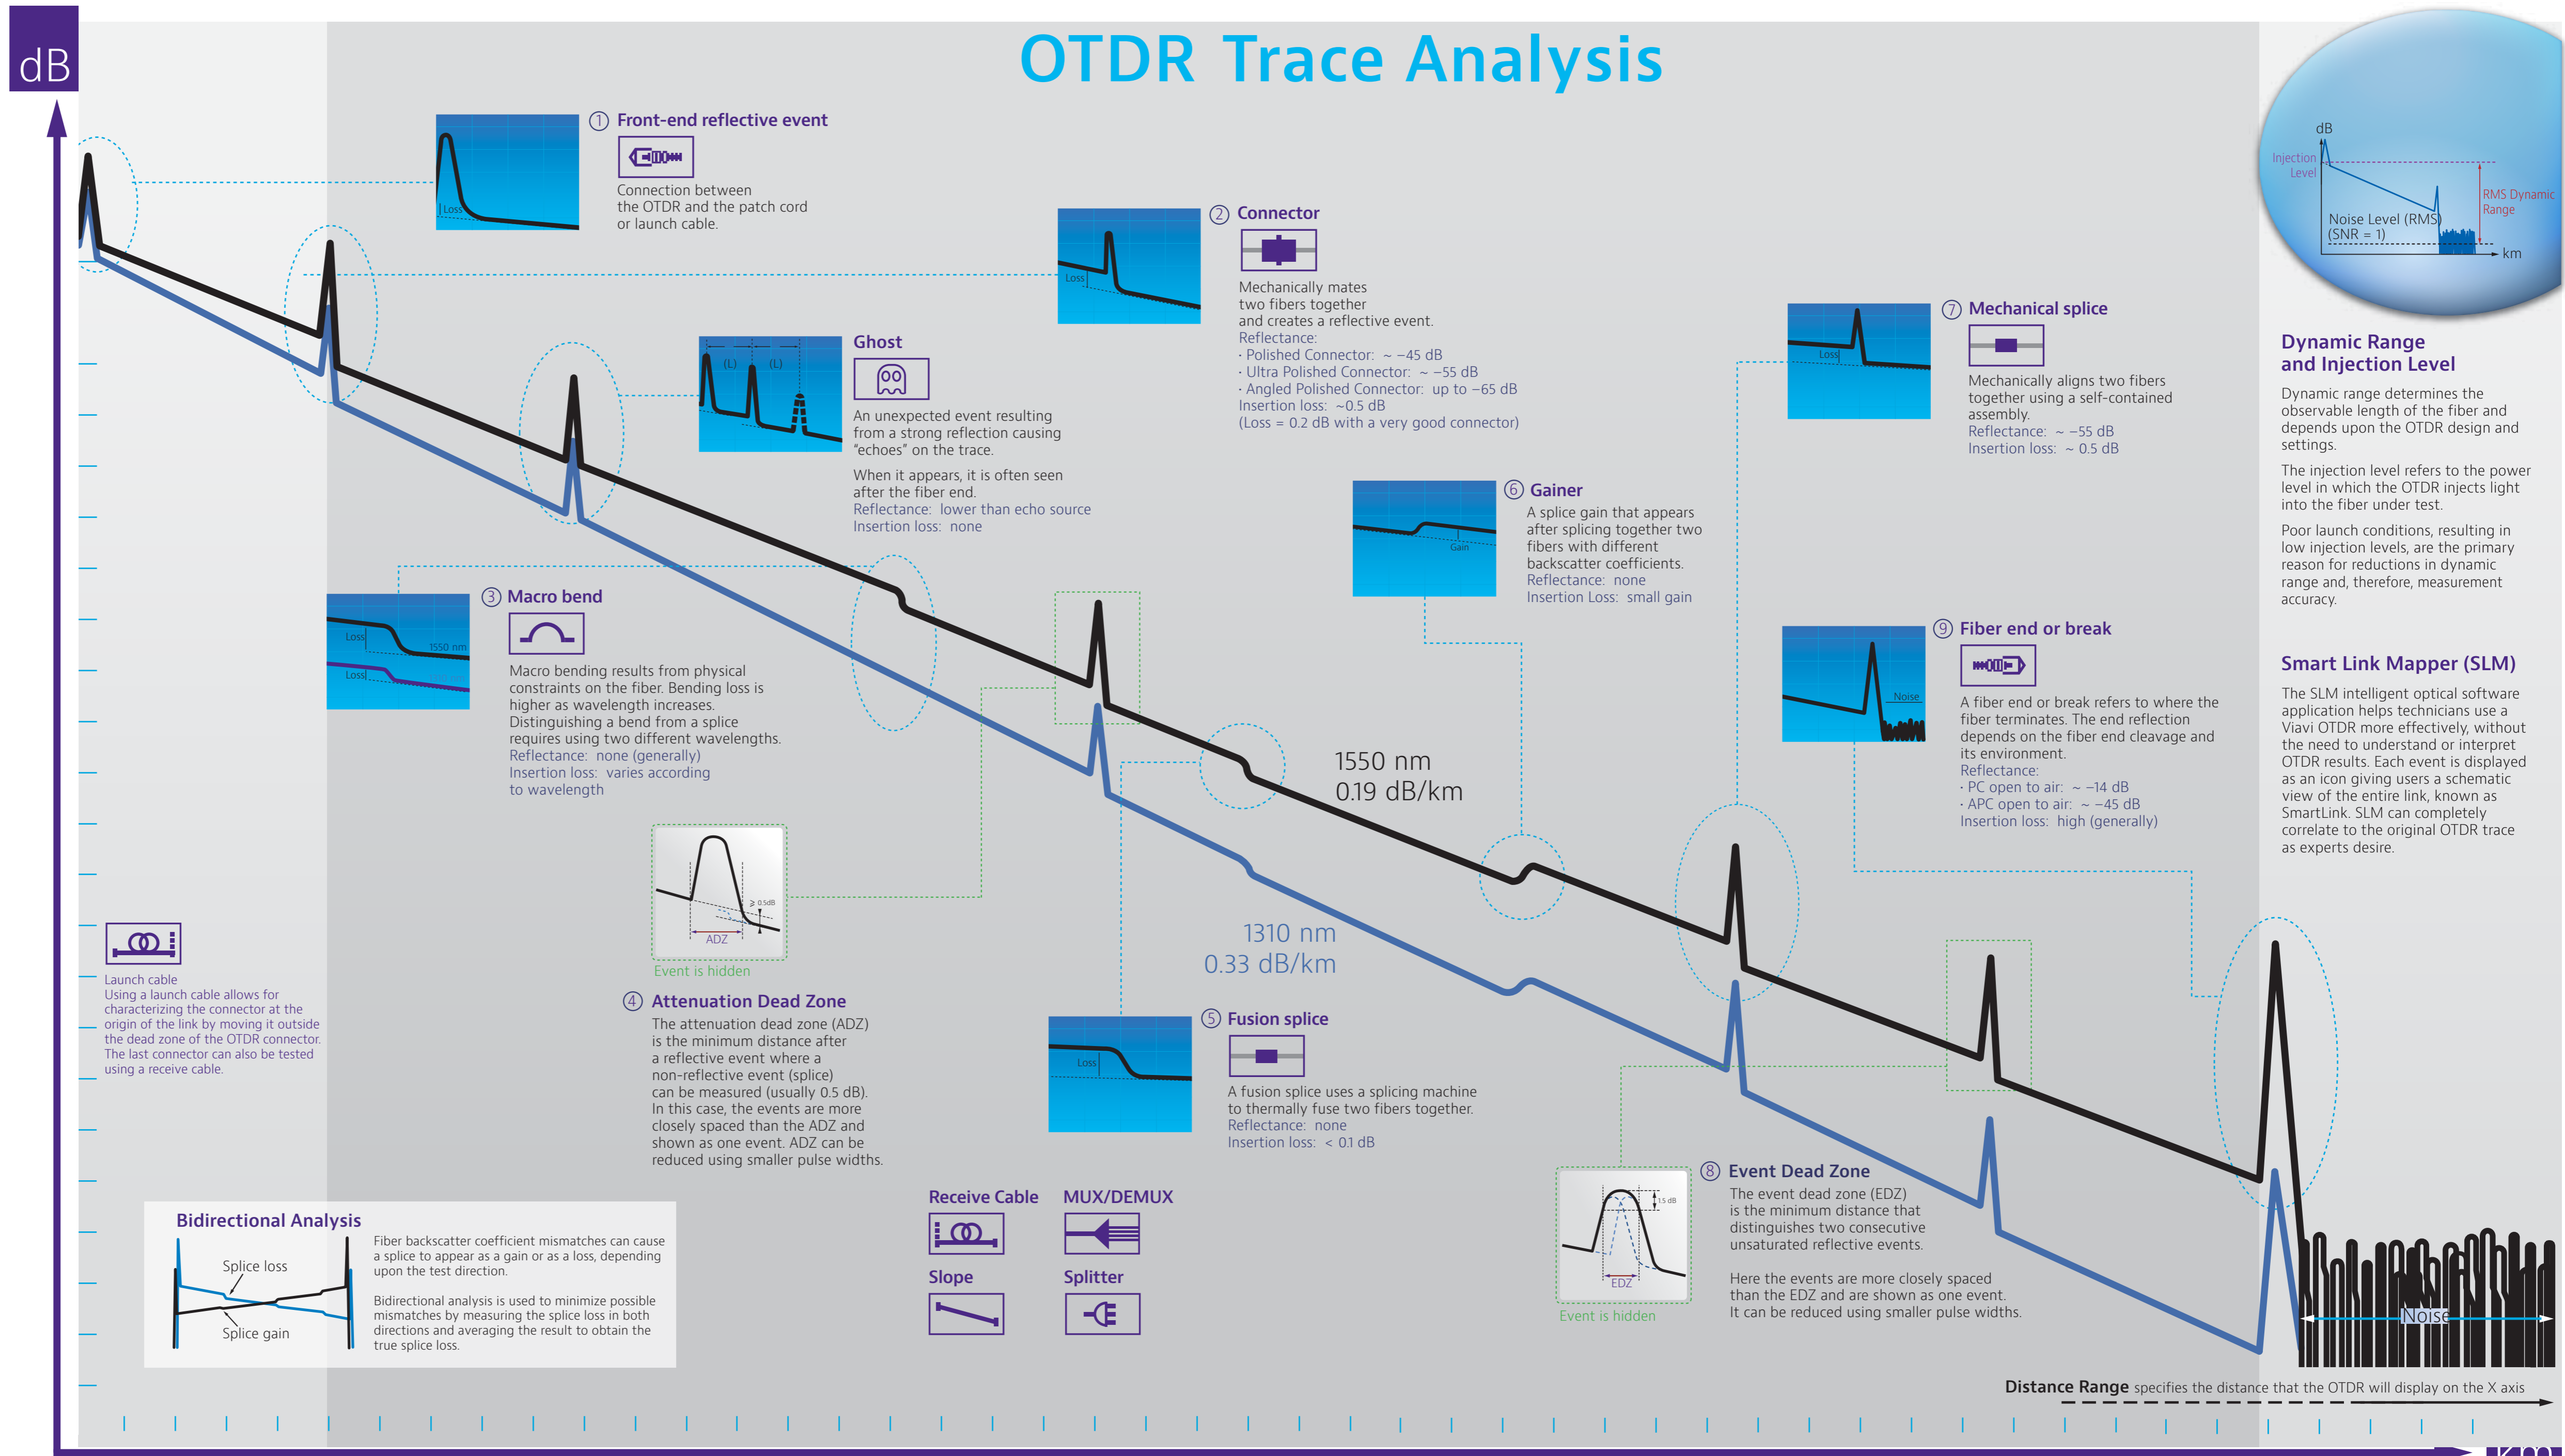 dB
OTDR Trace Analysis
① Front-end reflective event
Loss
Connection between
the OTDR and the patch cord
or launch cable.
② Connector
Loss
Mechanically mates
two fibers together
and creates a reflective event.
Reflectance:
· Polished Connector: ~ −45 dB
· Ultra Polished Connector: ~ −55 dB
· Angled Polished Connector: up to −65 dB
Insertion loss: ~0.5 dB
(Loss = 0.2 dB with a very good connector)
Ghost
(L) (L)
An unexpected event resulting
from a strong reflection causing
“echoes” on the trace.
When it appears, it is often seen
after the fiber end.
Reflectance: lower than echo source
Insertion loss: none
③ Macro bend
Loss
1550 nm
Loss
Macro bending results from physical
constraints on the fiber. Bending loss is
higher as wavelength increases.
Distinguishing a bend from a splice
requires using two different wavelengths.
Reflectance: none (generally)
Insertion loss: varies according
to wavelength
⩾ 0.5dB
ADZ
Event is hidden
④ Attenuation Dead Zone
The attenuation dead zone (ADZ)
is the minimum distance after
a reflective event where a
non-reflective event (splice)
can be measured (usually 0.5 dB).
In this case, the events are more
closely spaced than the ADZ and
shown as one event. ADZ can be
reduced using smaller pulse widths.
1550 nm
0.19 dB/km
1310 nm
0.33 dB/km
⑤ Fusion splice
Loss
A fusion splice uses a splicing machine
to thermally fuse two fibers together.
Reflectance: none
Insertion loss: < 0.1 dB
⑥ Gainer
Gain
A splice gain that appears
after splicing together two
fibers with different
backscatter coefficients.
Reflectance: none
Insertion Loss: small gain
⑦ Mechanical splice
Loss
Mechanically aligns two fibers
together using a self-contained
assembly.
Reflectance: ~ −55 dB
Insertion loss: ~ 0.5 dB
⑧ Event Dead Zone
1.5 dB
EDZ
Event is hidden
The event dead zone (EDZ)
is the minimum distance that
distinguishes two consecutive
unsaturated reflective events.
Here the events are more closely spaced
than the EDZ and are shown as one event.
It can be reduced using smaller pulse widths.
⑨ Fiber end or break
Noise
A fiber end or break refers to where the
fiber terminates. The end reflection
depends on the fiber end cleavage and
its environment.
Reflectance:
· PC open to air: ~ −14 dB
· APC open to air: ~ −45 dB
Insertion loss: high (generally)
dB
Injection
Level
RMS Dynamic
Range
Noise Level (RMS)
(SNR = 1)
km
Dynamic Range
and Injection Level
Dynamic range determines the
observable length of the fiber and
depends upon the OTDR design and
settings.
The injection level refers to the power
level in which the OTDR injects light
into the fiber under test.
Poor launch conditions, resulting in
low injection levels, are the primary
reason for reductions in dynamic
range and, therefore, measurement
accuracy.
Smart Link Mapper (SLM)
The SLM intelligent optical software
application helps technicians use a
Viavi OTDR more effectively, without
the need to understand or interpret
OTDR results. Each event is displayed
as an icon giving users a schematic
view of the entire link, known as
SmartLink. SLM can completely
correlate to the original OTDR trace
as experts desire.
Launch cable
Using a launch cable allows for
characterizing the connector at the
origin of the link by moving it outside
the dead zone of the OTDR connector.
The last connector can also be tested
using a receive cable.
Bidirectional Analysis
Splice loss
Splice gain
Fiber backscatter coefficient mismatches can cause
a splice to appear as a gain or as a loss, depending
upon the test direction.
Bidirectional analysis is used to minimize possible
mismatches by measuring the splice loss in both
directions and averaging the result to obtain the
true splice loss.
Receive Cable MUX/DEMUX
Slope Splitter
Noise
Distance Range specifies the distance that the OTDR will display on the X axis
km